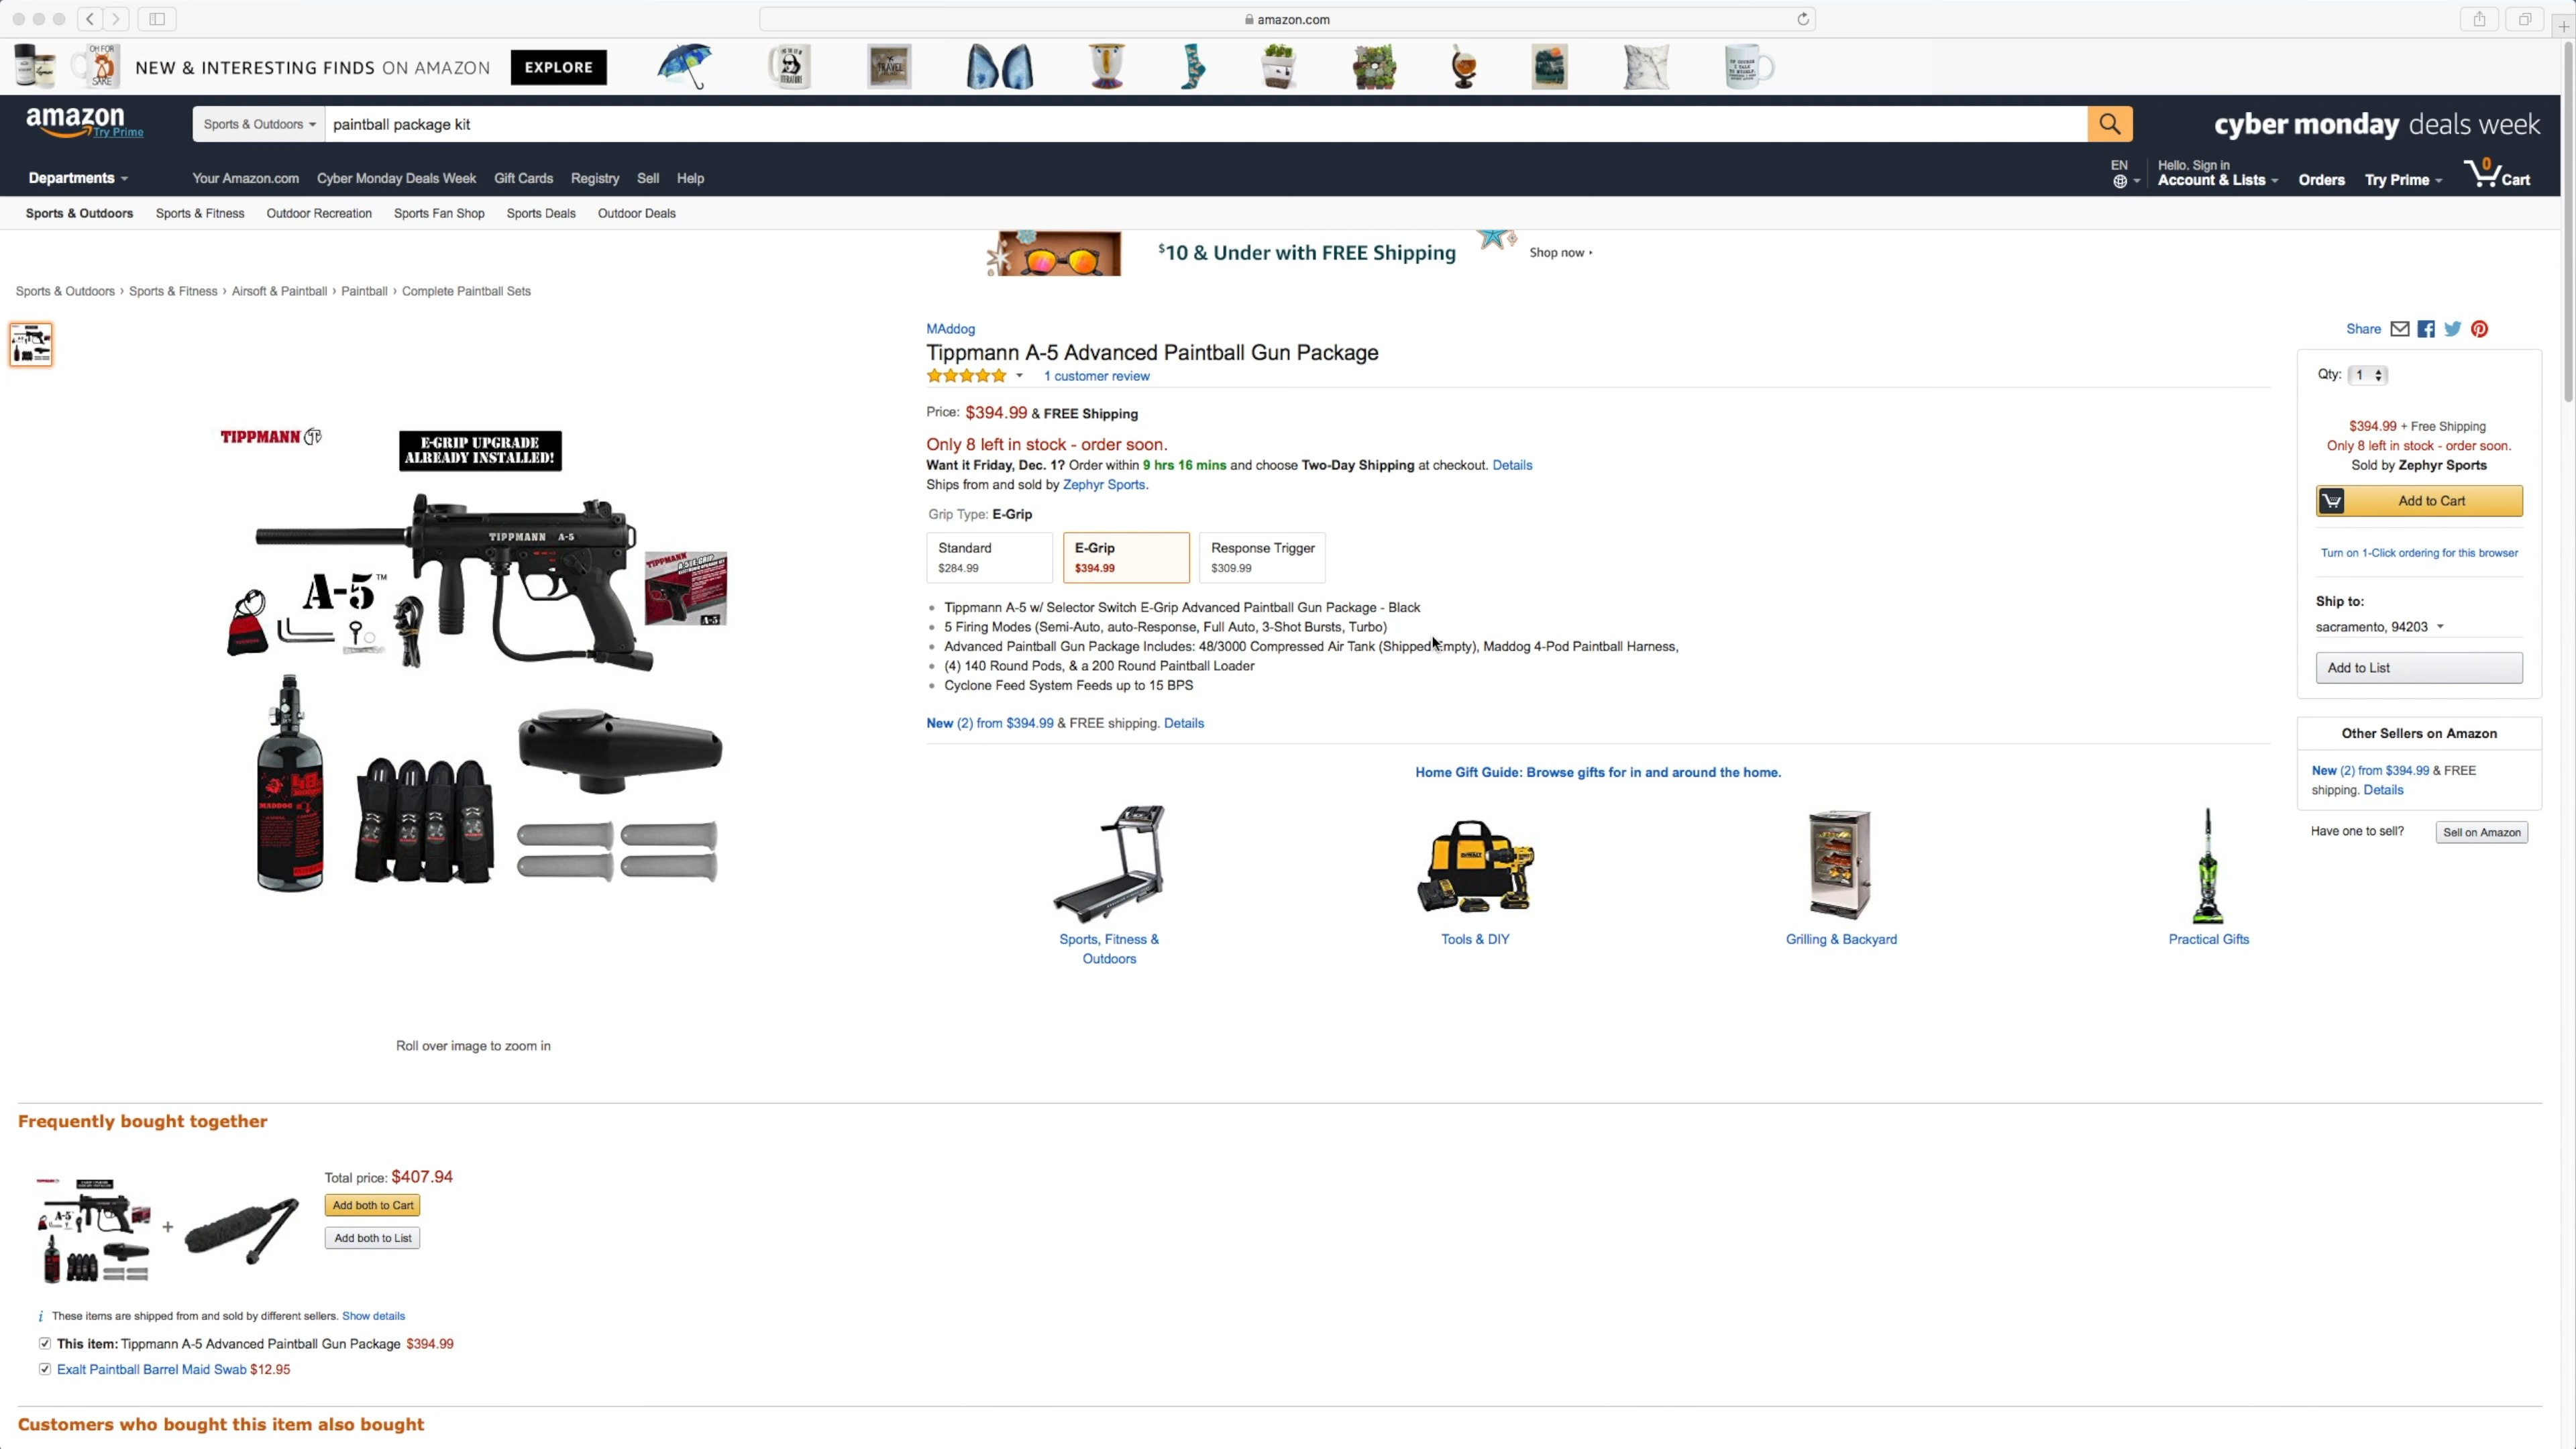 amazon.com
NEW & INTERESTING FINDS ON AMAZON EXPLORE
amazon
Try Prime
Sports & Outdoors paintball package kit
cyber monday deals week
Departments Your Amazon.com Cyber Monday Deals Week Gift Cards Registry Sell Help
EN Hello. Sign in
Account & Lists Orders Try Prime 0 Cart
Sports & Outdoors Sports & Fitness Outdoor Recreation Sports Fan Shop Sports Deals Outdoor Deals
$10 & Under with FREE Shipping Shop now
Sports & Outdoors › Sports & Fitness › Airsoft & Paintball › Paintball › Complete Paintball Sets
TIPPMANN
E-GRIP UPGRADE
ALREADY INSTALLED!
TIPPMANN A-5
A-5™
MAddog
Tippmann A-5 Advanced Paintball Gun Package
1 customer review
Price: $394.99 & FREE Shipping
Only 8 left in stock - order soon.
Want it Friday, Dec. 1? Order within 9 hrs 16 mins and choose Two-Day Shipping at checkout. Details
Ships from and sold by Zephyr Sports.
Grip Type: E-Grip
Standard E-Grip Response Trigger
$284.99 $394.99 $309.99
Tippmann A-5 w/ Selector Switch E-Grip Advanced Paintball Gun Package - Black
5 Firing Modes (Semi-Auto, auto-Response, Full Auto, 3-Shot Bursts, Turbo)
Advanced Paintball Gun Package Includes: 48/3000 Compressed Air Tank (Shipped Empty), Maddog 4-Pod Paintball Harness,
(4) 140 Round Pods, & a 200 Round Paintball Loader
Cyclone Feed System Feeds up to 15 BPS
New (2) from $394.99 & FREE shipping. Details
Home Gift Guide: Browse gifts for in and around the home.
Sports, Fitness &
Outdoors
Tools & DIY
Grilling & Backyard
Practical Gifts
Share
Qty: 1
$394.99 + Free Shipping
Only 8 left in stock - order soon.
Sold by Zephyr Sports
Add to Cart
Turn on 1-Click ordering for this browser
Ship to:
sacramento, 94203
Add to List
Other Sellers on Amazon
New (2) from $394.99 & FREE
shipping. Details
Have one to sell? Sell on Amazon
Roll over image to zoom in
Frequently bought together
Total price: $407.94
Add both to Cart
Add both to List
These items are shipped from and sold by different sellers. Show details
This item: Tippmann A-5 Advanced Paintball Gun Package $394.99
Exalt Paintball Barrel Maid Swab $12.95
Customers who bought this item also bought